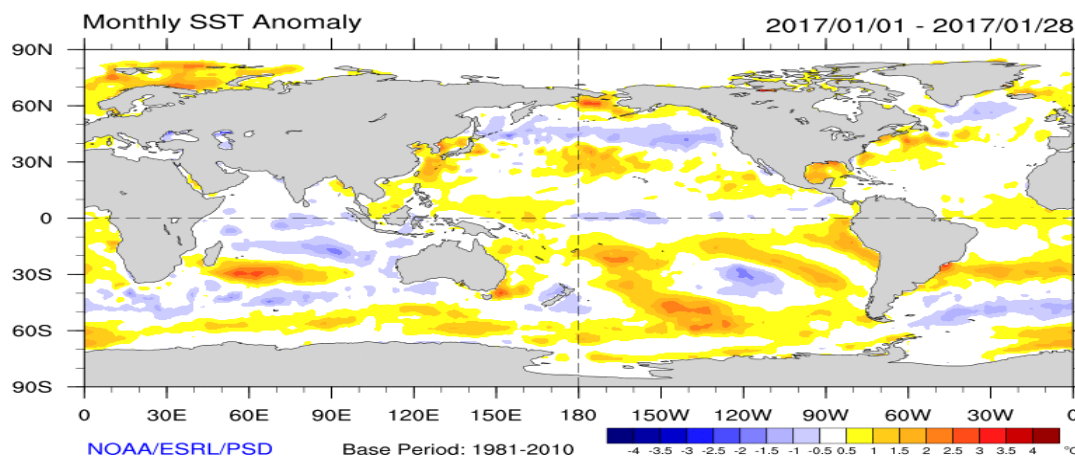 Monthly SST Anomaly 2017/01/01 - 2017/01/28
90N
60N
30N
0
30S
60S
90S
0 30E 60E 90E 120E 150E 180 150W 120W 90W 60W 30W 0
NOAA/ESRL/PSD Base Period: 1981-2010
-4 -3.5 -3 -2.5 -2 -1.5 -1 -0.5 0.5 1 1.5 2 2.5 3 3.5 4 °C